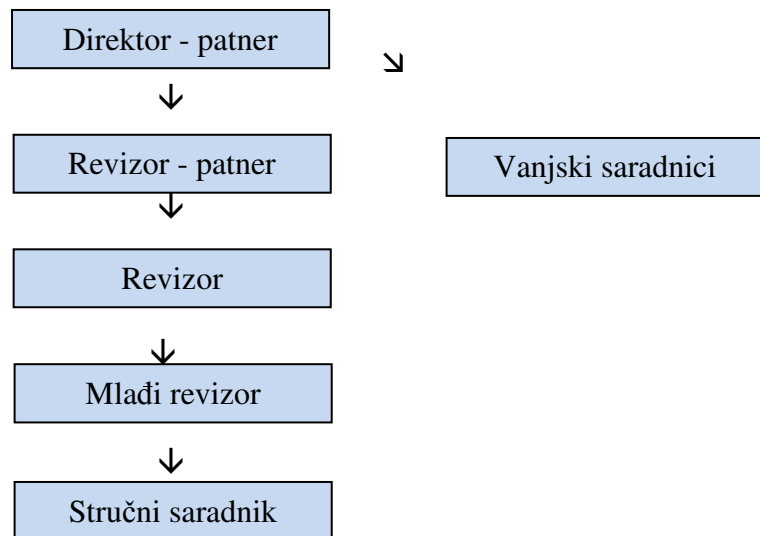 Direktor - patner
Revizor - patner
Vanjski saradnici
Revizor
Mlađi revizor
Stručni saradnik